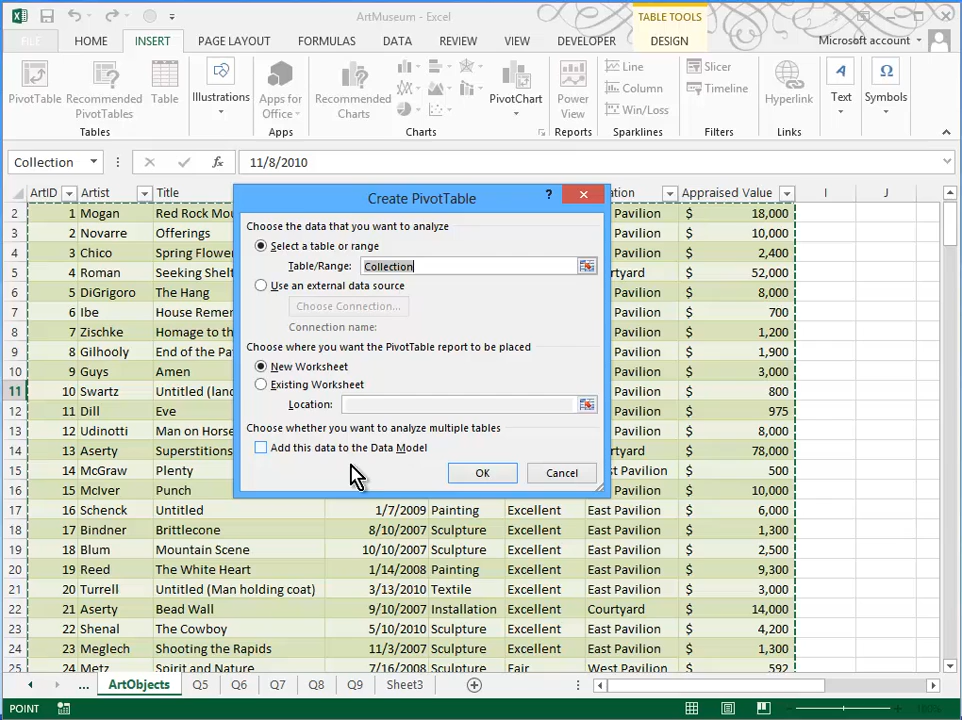 ArtMuseum - Excel
TABLE TOOLS
FILE HOME INSERT PAGE LAYOUT FORMULAS DATA REVIEW VIEW DEVELOPER DESIGN Microsoft account
PivotTable Recommended PivotTables Table Illustrations Apps for Office Recommended Charts PivotChart Power View Line Column Win/Loss Slicer Timeline Hyperlink Text Symbols
Tables Apps Charts Reports Sparklines Filters Links
Collection fx 11/8/2010
ArtID Artist Title Appraised Value I J
Create PivotTable ?
Choose the data that you want to analyze
Select a table or range
Table/Range: Collection
Use an external data source
Choose Connection...
Connection name:
Choose where you want the PivotTable report to be placed
New Worksheet
Existing Worksheet
Location:
Choose whether you want to analyze multiple tables
Add this data to the Data Model
OK Cancel
2 1 Mogan Red Rock Mou Pavilion $ 18,000
3 2 Novarre Offerings Pavilion $ 8,000
4 3 Chico Spring Flower Pavilion $ 2,400
5 4 Roman Seeking Shelt rtyard $ 52,000
6 5 DiGrigoro The Hang Pavilion $ 8,000
7 6 Ibe House Remer Pavilion $ 700
8 7 Zischke Homage to th Pavilion $ 1,200
9 8 Gilhooly End of the Pa Pavilion $ 1,900
10 9 Guys Amen Pavilion $ 3,000
11 10 Swartz Untitled (lanc Pavilion $ 800
12 11 Dill Eve Pavilion $ 975
13 12 Udinotti Man on Horse Pavilion $ 8,000
14 13 Aserty Superstitions Pavilion $ 78,000
15 14 McGraw Plenty t Pavilion $ 500
16 15 McIver Punch Pavilion $ 10,000
17 16 Schenck Untitled 1/7/2009 Painting Excellent East Pavilion $ 6,000
18 17 Bindner Brittlecone 8/10/2007 Sculpture Excellent East Pavilion $ 1,300
19 18 Blum Mountain Scene 10/10/2007 Sculpture Excellent East Pavilion $ 2,500
20 19 Reed The White Heart 1/14/2008 Painting Excellent East Pavilion $ 9,300
21 20 Turrell Untitled (Man holding coat) 3/13/2010 Textile Excellent East Pavilion $ 3,000
22 21 Aserty Bead Wall 9/10/2007 Installation Excellent Courtyard $ 14,000
23 22 Shenal The Cowboy 5/10/2010 Sculpture Excellent East Pavilion $ 4,200
24 23 Meglech Shooting the Rapids 11/3/2007 Sculpture Excellent East Pavilion $ 1,300
25 24 Metz Spirit and Nature 7/16/2008 Sculpture Fair West Pavilion $ 592
... ArtObjects Q5 Q6 Q7 Q8 Q9 Sheet3
POINT 100%